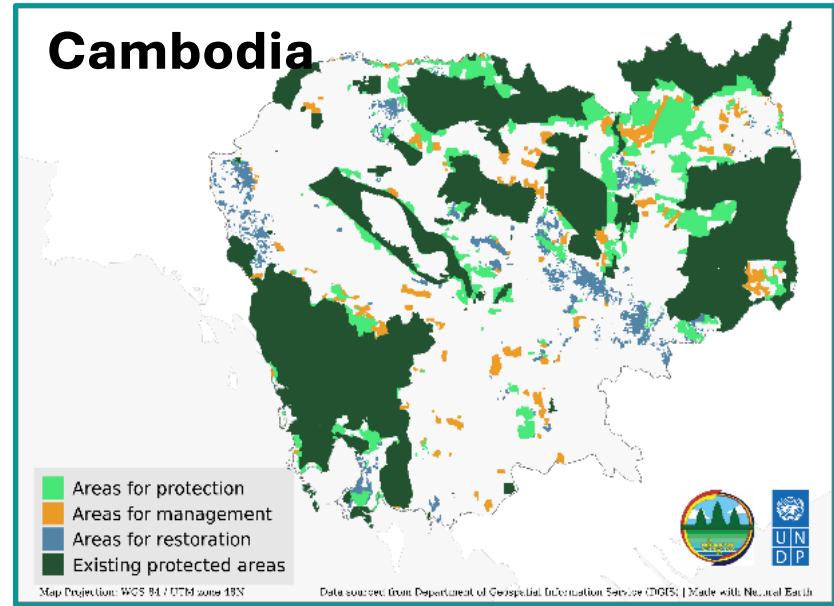 Cambodia
Areas for protection
Areas for management
Areas for restoration
Existing protected areas
U N
D P
Map Projection: WGS 84 / UTM zone 48N
Data sourced from Department of Geospatial Information Service (DGIS) | Made with Natural Earth